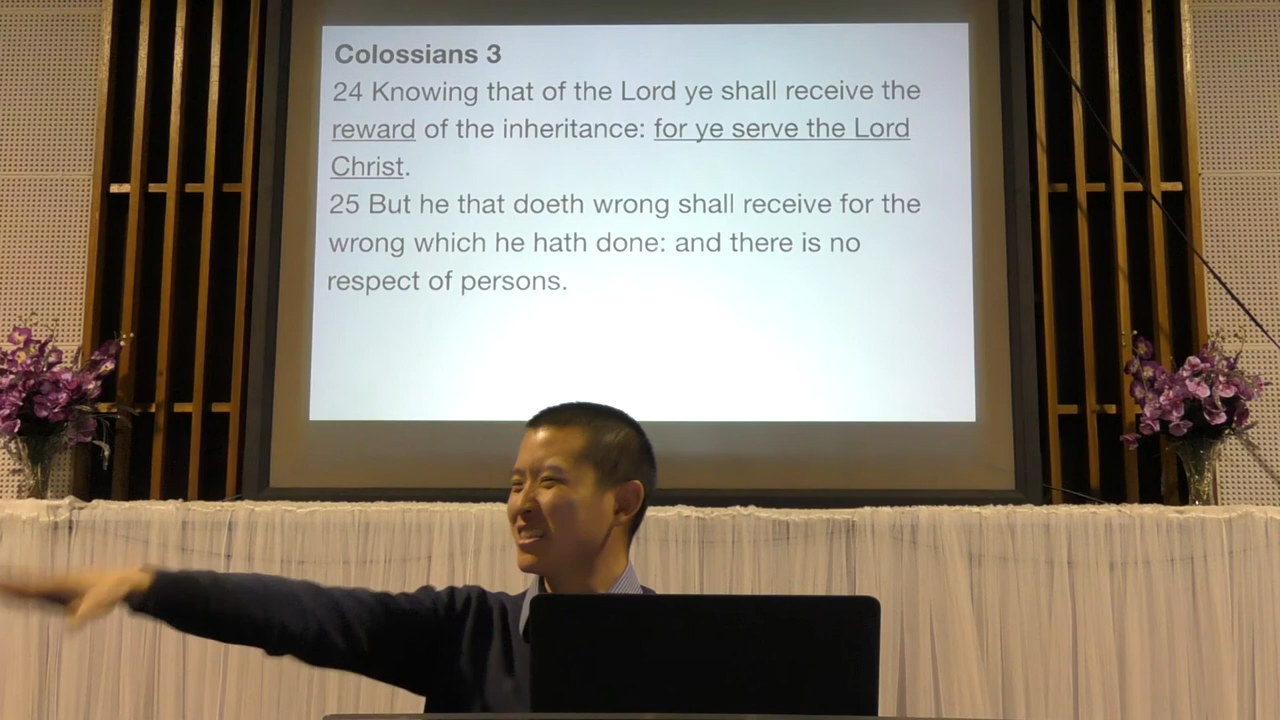 Colossians 3
24 Knowing that of the Lord ye shall receive the
reward of the inheritance: for ye serve the Lord
Christ.
25 But he that doeth wrong shall receive for the
wrong which he hath done: and there is no
respect of persons.